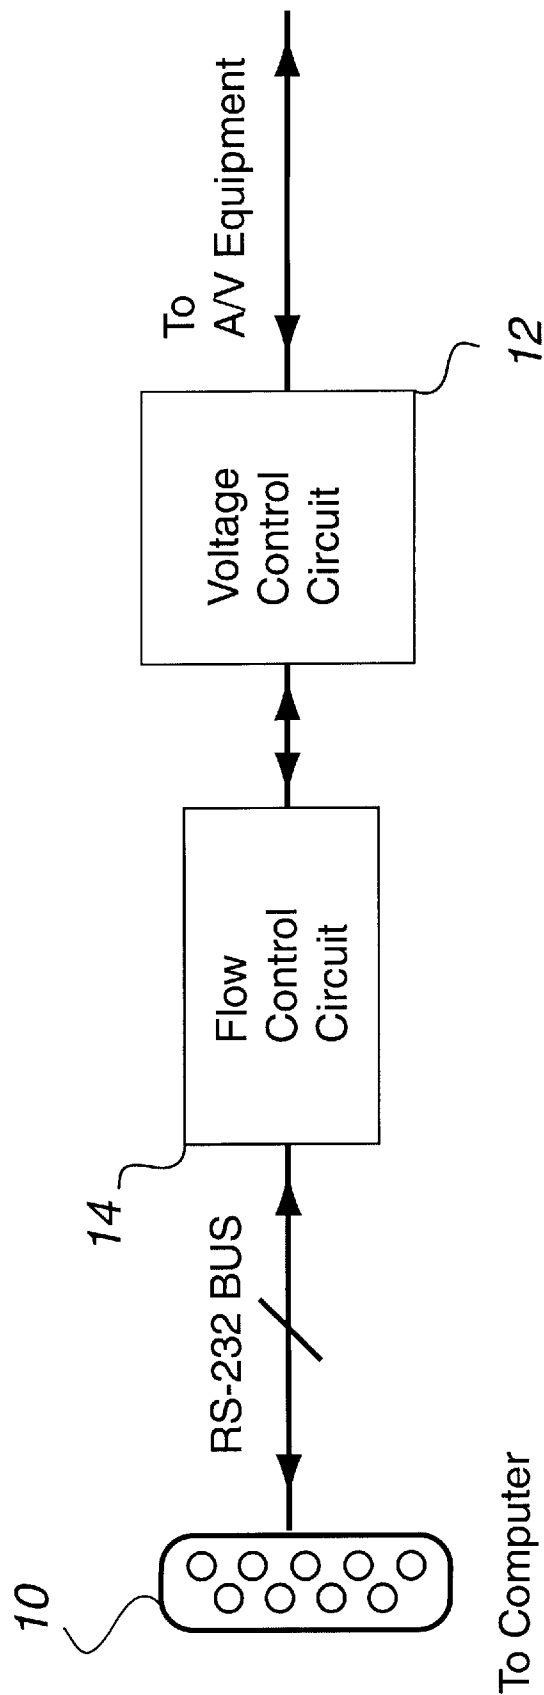 10
To Computer
RS-232 BUS
14
Flow
Control
Circuit
Voltage
Control
Circuit
12
To
A/V Equipment